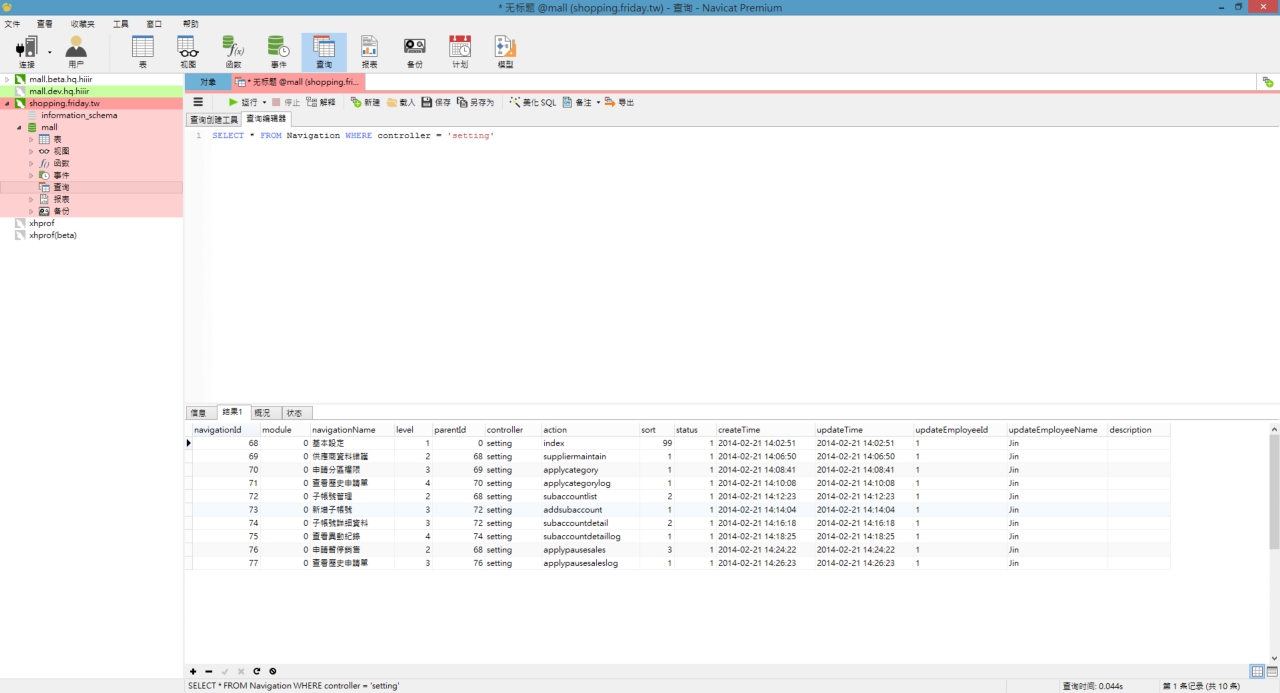 * 无标题 @mall (shopping.friday.tw) - 查询 - Navicat Premium
文件 查看 收藏夹 工具 窗口 帮助
连接 用户 表 视图 函数 事件 查询 报表 备份 计划 模型
mall.beta.hq.hiiir
mall.dev.hq.hiiir
shopping.friday.tw
information_schema
mall
表
视图
函数
事件
查询
报表
备份
xhprof
xhprof(beta)
对象 * 无标题 @mall (shopping.fri...
运行 停止 解释 新建 载入 保存 另存为 美化 SQL 备注 导出
查询创建工具 查询编辑器
1 SELECT * FROM Navigation WHERE controller = 'setting'
信息 结果1 概况 状态
navigationId module navigationName level parentId controller action sort status createTime updateTime updateEmployeeId updateEmployeeName description
68 0 基本設定 1 0 setting index 99 1 2014-02-21 14:02:51 2014-02-21 14:02:51 1 Jin
69 0 供應商資料維護 2 68 setting suppliermaintain 1 1 2014-02-21 14:06:50 2014-02-21 14:06:50 1 Jin
70 0 申請分區權限 3 69 setting applycategory 1 1 2014-02-21 14:08:41 2014-02-21 14:08:41 1 Jin
71 0 查看歷史申請單 4 70 setting applycategorylog 1 1 2014-02-21 14:10:08 2014-02-21 14:10:08 1 Jin
72 0 子帳號管理 2 68 setting subaccountlist 2 1 2014-02-21 14:12:23 2014-02-21 14:12:23 1 Jin
73 0 新增子帳號 3 72 setting addsubaccount 1 1 2014-02-21 14:14:04 2014-02-21 14:14:04 1 Jin
74 0 子帳號詳細資料 3 72 setting subaccountdetail 2 1 2014-02-21 14:16:18 2014-02-21 14:16:18 1 Jin
75 0 查看異動紀錄 4 74 setting subaccountdetaillog 1 1 2014-02-21 14:18:25 2014-02-21 14:18:25 1 Jin
76 0 申請暫停銷售 2 68 setting applypausesales 3 1 2014-02-21 14:24:22 2014-02-21 14:24:22 1 Jin
77 0 查看歷史申請單 3 76 setting applypausesaleslog 1 1 2014-02-21 14:26:23 2014-02-21 14:26:23 1 Jin
SELECT * FROM Navigation WHERE controller = 'setting' 查询时间: 0.044s 第 1 条记录 (共 10 条)